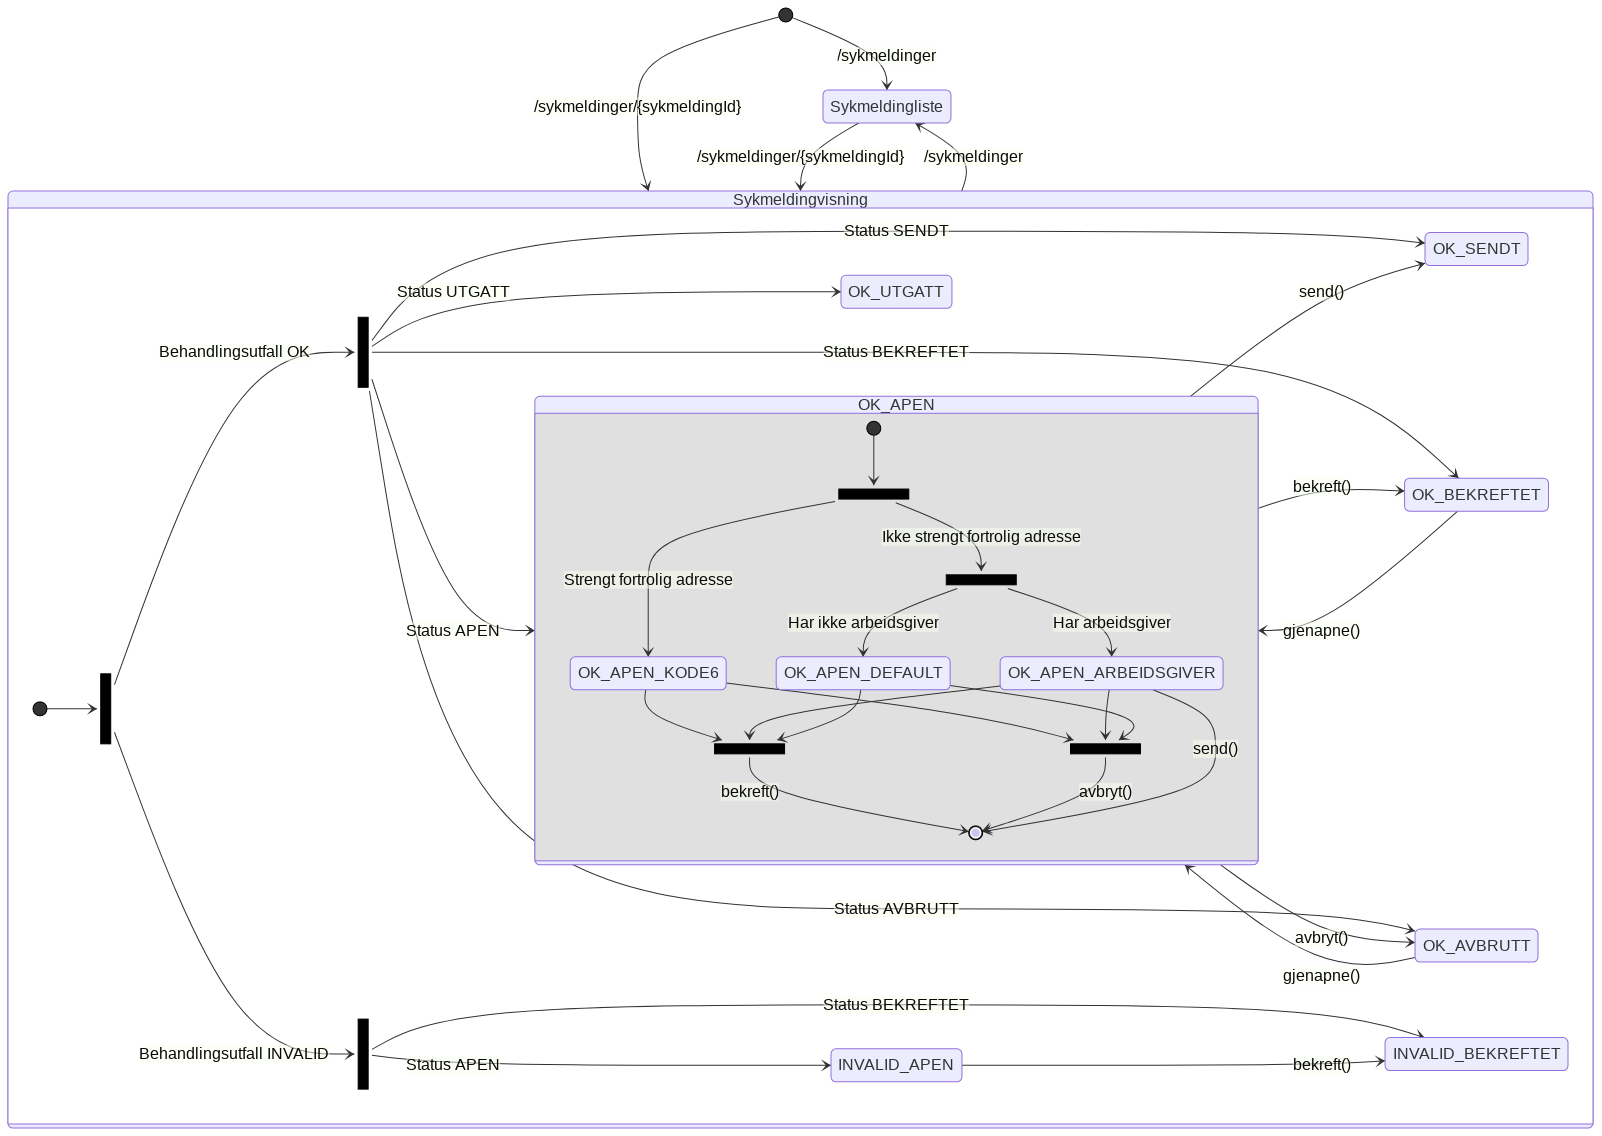 /sykmeldinger
/sykmeldinger/{sykmeldingId}
Sykmeldingliste
/sykmeldinger/{sykmeldingId}
/sykmeldinger
Sykmeldingvisning
Status SENDT
OK_SENDT
Status UTGATT
OK_UTGATT
send()
Behandlingsutfall OK
Status BEKREFTET
OK_APEN
bekreft()
OK_BEKREFTET
Ikke strengt fortrolig adresse
Strengt fortrolig adresse
Har ikke arbeidsgiver
Har arbeidsgiver
Status APEN
gjenapne()
OK_APEN_KODE6
OK_APEN_DEFAULT
OK_APEN_ARBEIDSGIVER
send()
bekreft()
avbryt()
Status AVBRUTT
avbryt()
OK_AVBRUTT
gjenapne()
Status BEKREFTET
Behandlingsutfall INVALID
INVALID_BEKREFTET
Status APEN
INVALID_APEN
bekreft()